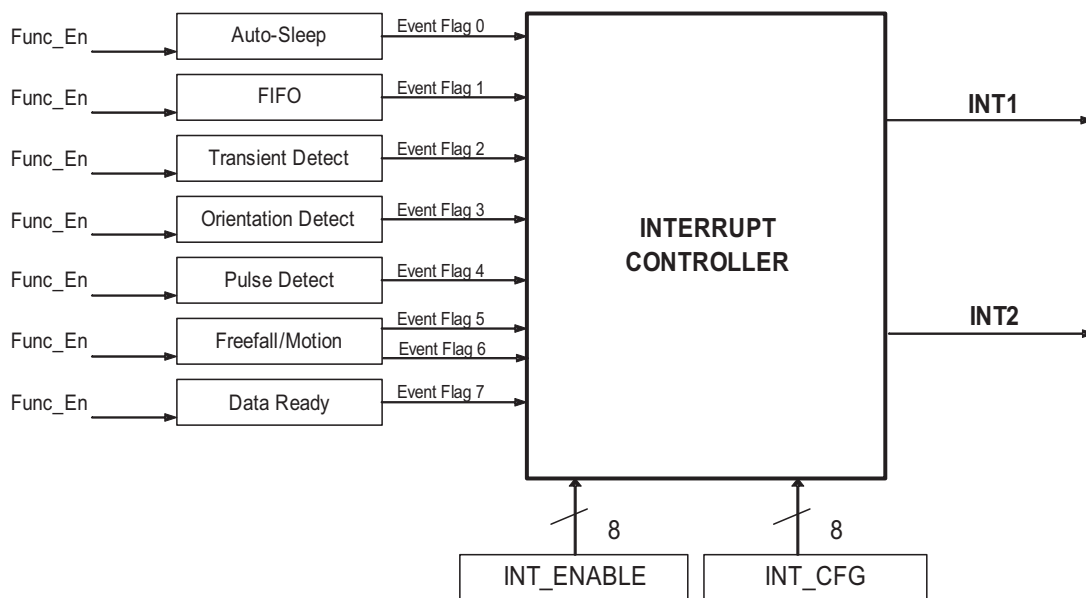 Func_En
Auto-Sleep
Event Flag 0
Func_En
FIFO
Event Flag 1
Func_En
Transient Detect
Event Flag 2
Func_En
Orientation Detect
Event Flag 3
Func_En
Pulse Detect
Event Flag 4
Func_En
Freefall/Motion
Event Flag 5
Event Flag 6
Func_En
Data Ready
Event Flag 7
INTERRUPT
CONTROLLER
INT1
INT2
8
8
INT_ENABLE
INT_CFG